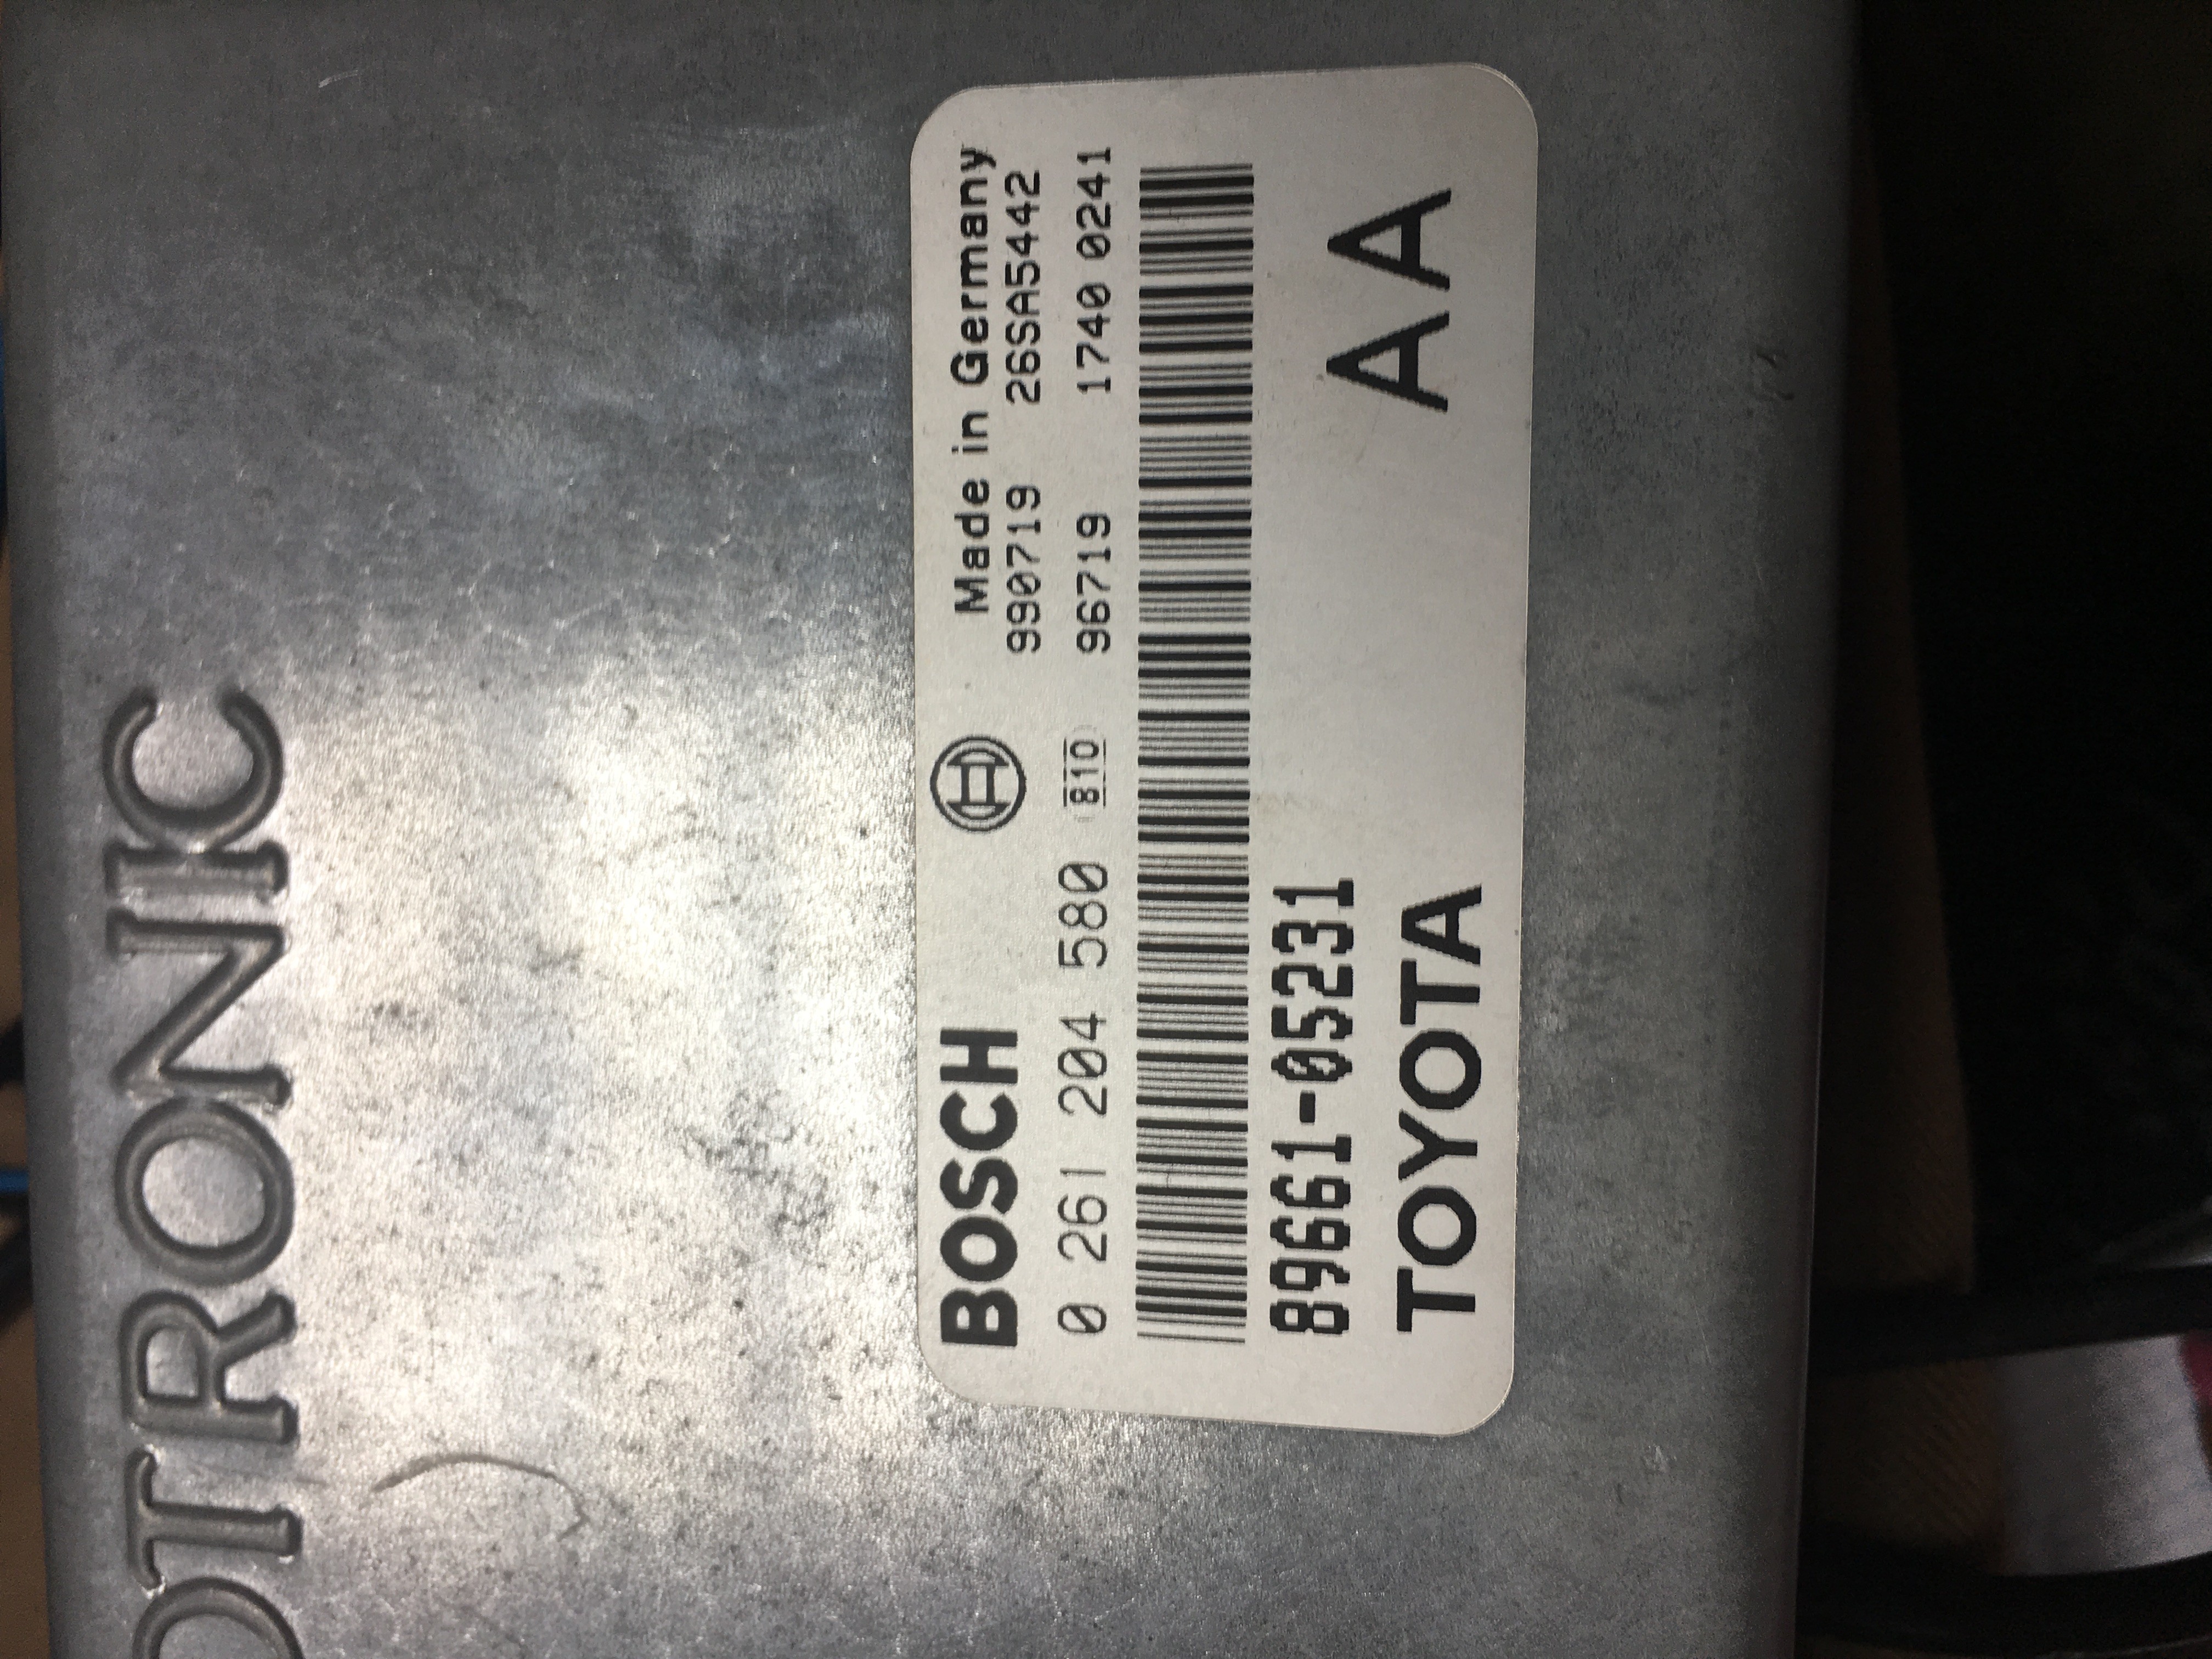 OTRONIC
BOSCH Made in Germany
990719 26SA5442
0 261 204 580 810 96719 1740 0241
89661-05231
TOYOTA AA